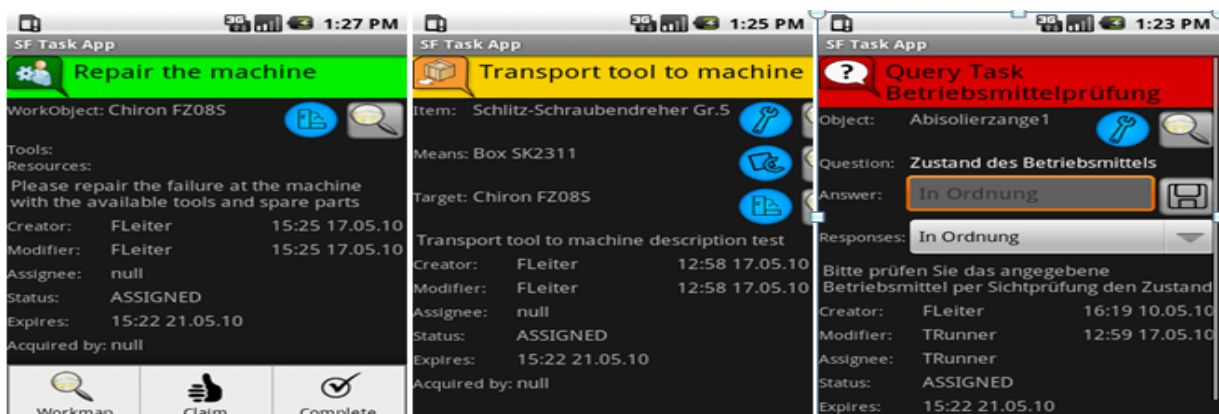 1:27 PM
SF Task App
Repair the machine
WorkObject: Chiron FZ08S
Tools:
Resources:
Please repair the failure at the machine
with the available tools and spare parts
Creator: FLeiter 15:25 17.05.10
Modifier: FLeiter 15:25 17.05.10
Assignee: null
Status: ASSIGNED
Expires: 15:22 21.05.10
Acquired by: null
Workmap Claim Complete
3G 1:25 PM
SF Task App
Transport tool to machine
Item: Schlitz-Schraubendreher Gr.5
Means: Box SK2311
Target: Chiron FZ08S
Transport tool to machine description test
Creator: FLeiter 12:58 17.05.10
Modifier: FLeiter 12:58 17.05.10
Assignee: null
Status: ASSIGNED
Expires: 15:22 21.05.10
Acquired by: null
3G 1:23 PM
SF Task App
Query Task
Betriebsmittelprüfung
Object: Abisolierzange1
Question: Zustand des Betriebsmittels
Answer: In Ordnung
Responses: In Ordnung
Bitte prüfen Sie das angegebene
Betriebsmittel per Sichtprüfung den Zustand
Creator: FLeiter 16:19 10.05.10
Modifier: TRunner 12:59 17.05.10
Assignee: TRunner
Status: ASSIGNED
Expires: 15:22 21.05.10